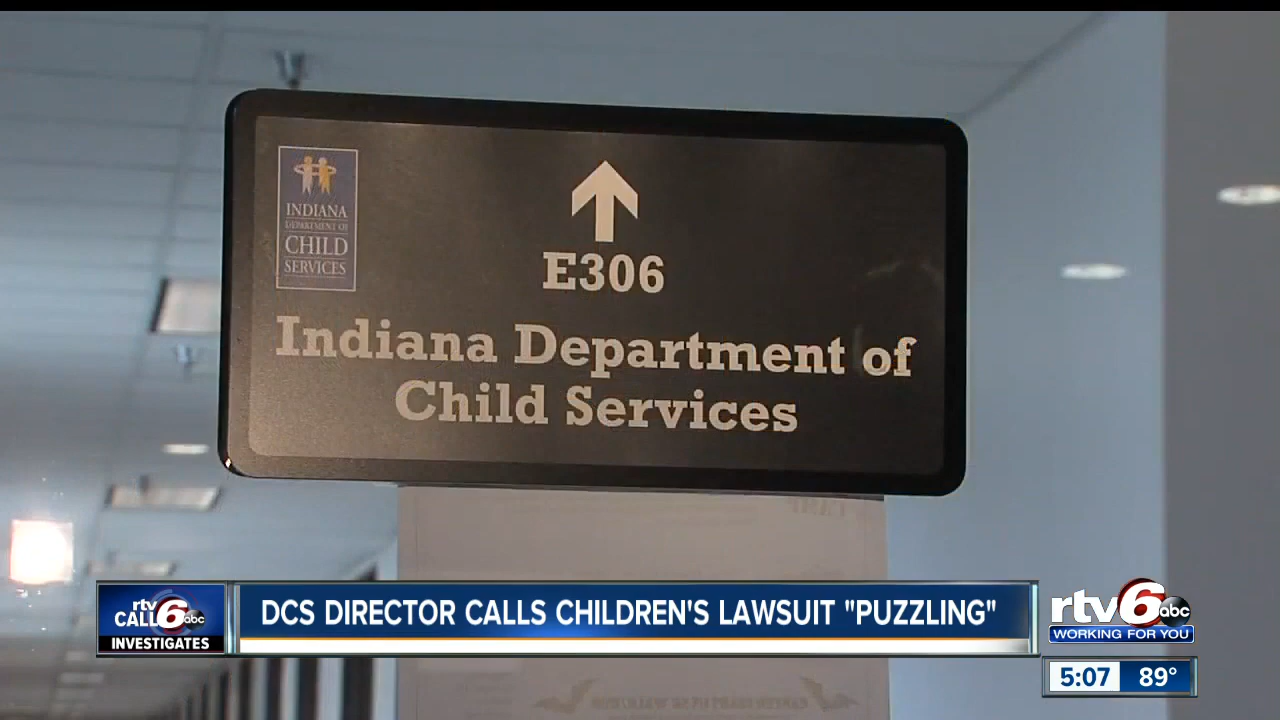 INDIANA
DEPARTMENT OF
CHILD
SERVICES
E306
Indiana Department of
Child Services
rtv6 abc
CALL 6
INVESTIGATES
DCS DIRECTOR CALLS CHILDREN'S LAWSUIT "PUZZLING"
rtv6 abc
WORKING FOR YOU
5:07 89°